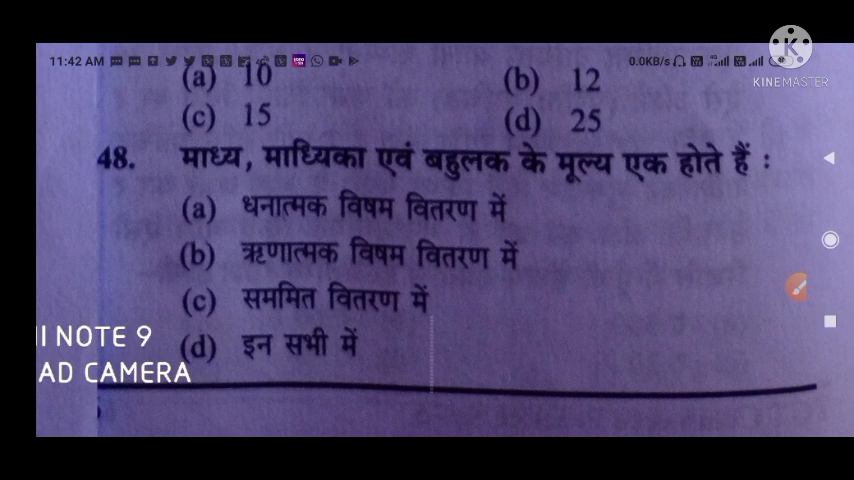 11:42 AM
0.0KB/s
K
KINEMASTER
(a) 10 (b) 12
(c) 15 (d) 25
48. माध्य, माध्यिका एवं बहुलक के मूल्य एक होते हैं :
(a) धनात्मक विषम वितरण में
(b) ऋणात्मक विषम वितरण में
(c) सममित वितरण में
(d) इन सभी में
I NOTE 9
AD CAMERA